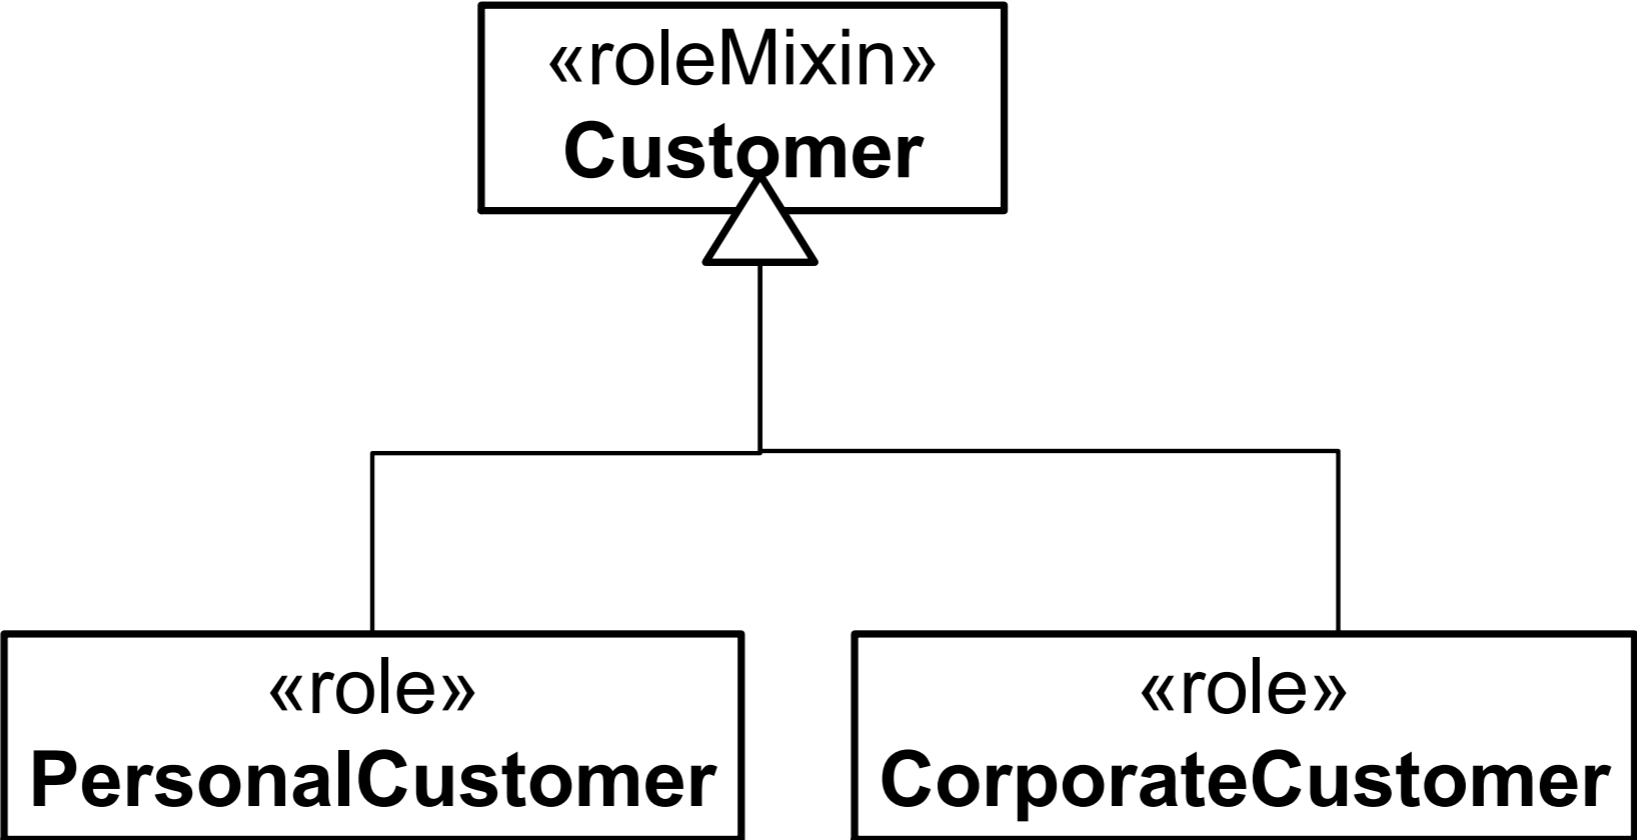 «roleMixin»
Customer
«role»
PersonalCustomer
«role»
CorporateCustomer